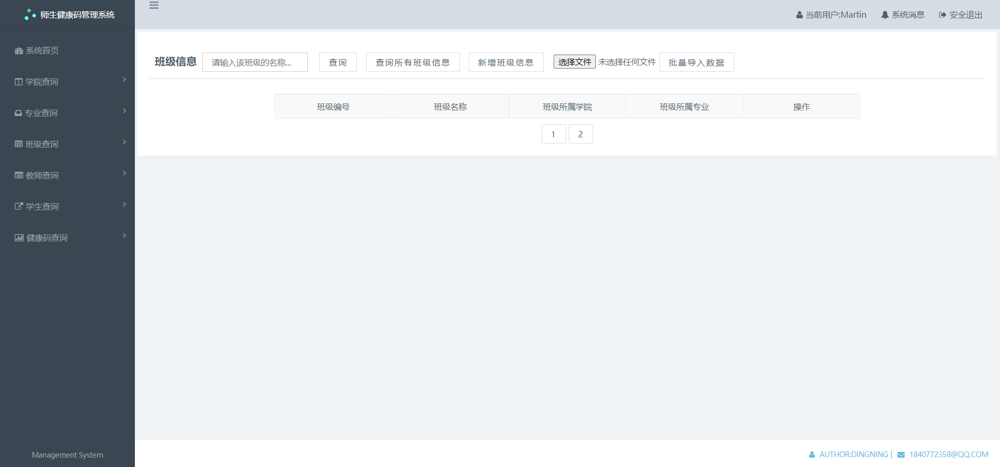 师生健康码管理系统
当前用户:Martin 系统消息 安全退出
系统首页
学院查询
专业查询
班级查询
教师查询
学生查询
健康码查询
Management System
班级信息 请输入该班级的名称... 查询 查询所有班级信息 新增班级信息 选择文件 未选择任何文件 批量导入数据
班级编号 班级名称 班级所属学院 班级所属专业 操作
1 2
AUTHOR:DINGNING | 1840772358@QQ.COM